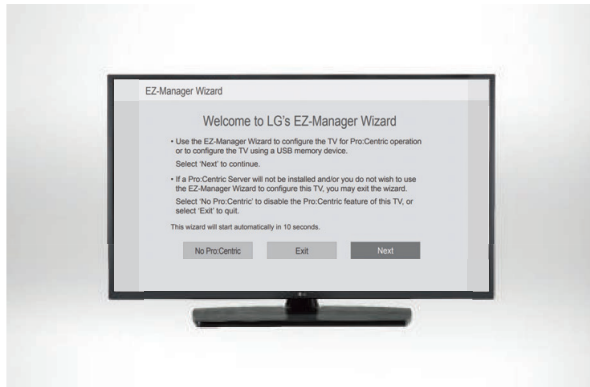 EZ-Manager Wizard
Welcome to LG's EZ-Manager Wizard
• Use the EZ-Manager Wizard to configure the TV for Pro:Centric operation
or to configure the TV using a USB memory device.
Select 'Next' to continue.
• If a Pro:Centric Server will not be installed and/or you do not wish to use
the EZ-Manager Wizard to configure this TV, you may exit the wizard.
Select 'No Pro:Centric' to disable the Pro:Centric feature of this TV, or
select 'Exit' to quit.
This wizard will start automatically in 10 seconds.
No Pro:Centric Exit Next